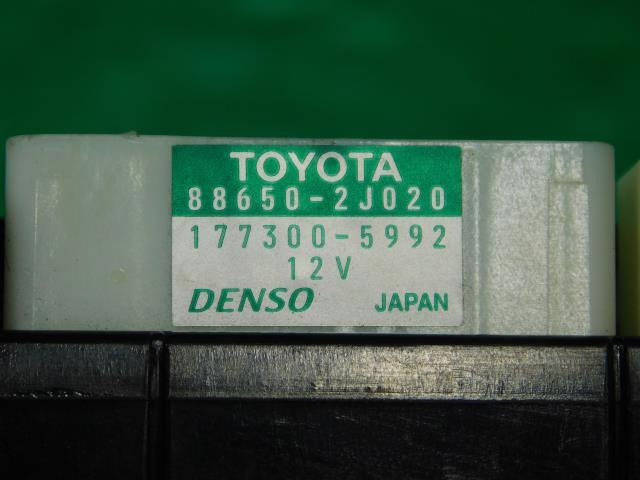 TOYOTA
88650-2J020
177300-5992
12V
DENSO JAPAN